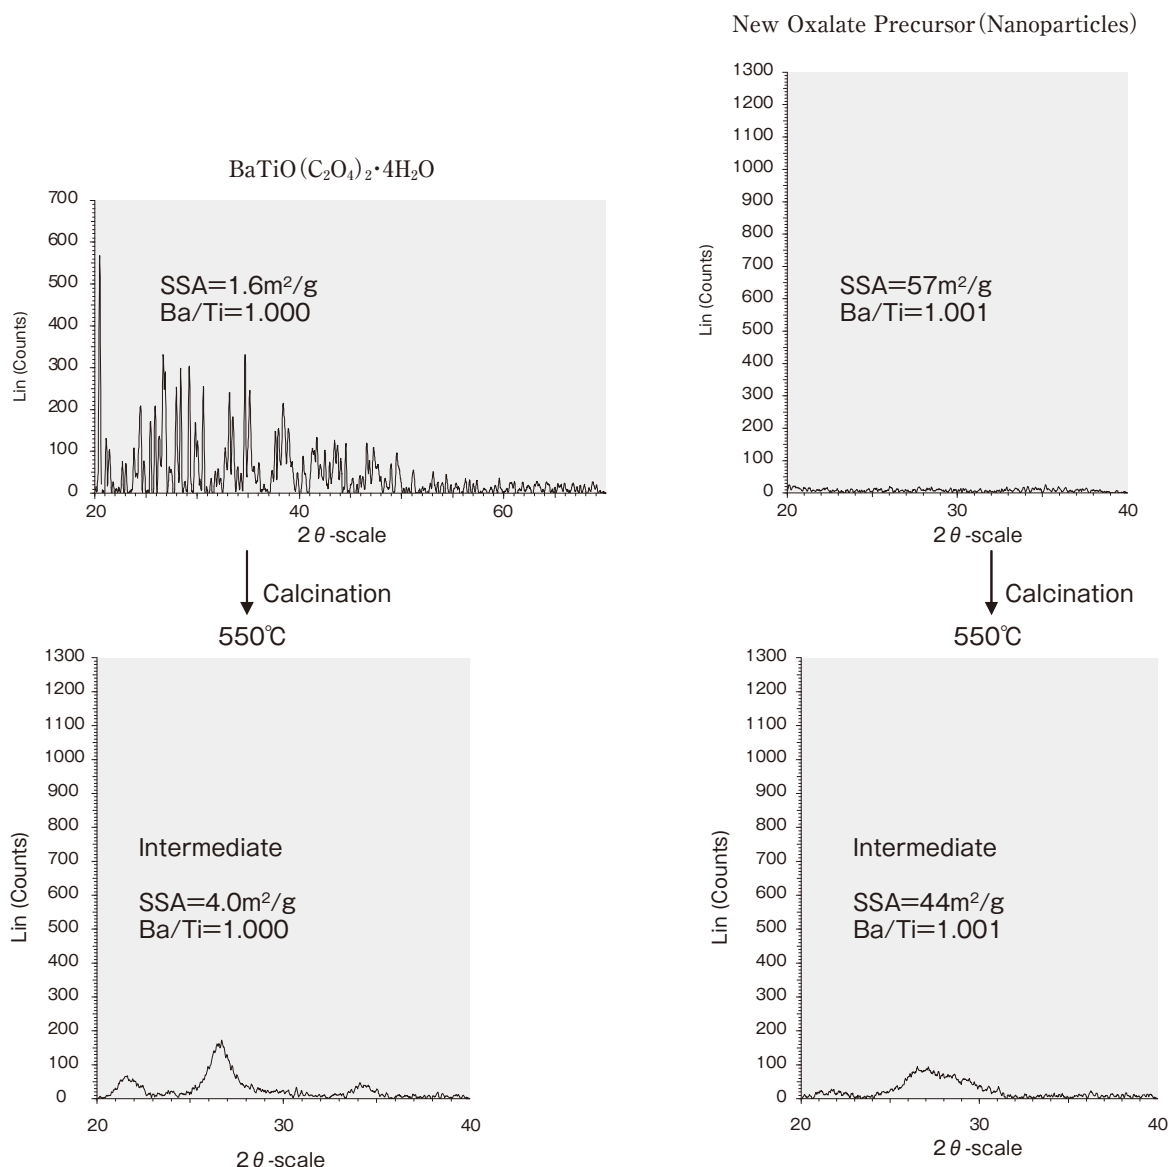 New Oxalate Precursor (Nanoparticles)
BaTiO(C₂O₄)₂·4H₂O
700
600
500
400
300
200
100
0
Lin (Counts)
SSA=1.6m²/g
Ba/Ti=1.000
20
40
60
2θ-scale
1300
1200
1100
1000
900
800
700
600
500
400
300
200
100
0
Lin (Counts)
SSA=57m²/g
Ba/Ti=1.001
20
30
40
2θ-scale
Calcination
550℃
Calcination
550℃
1300
1200
1100
1000
900
800
700
600
500
400
300
200
100
0
Lin (Counts)
Intermediate
SSA=4.0m²/g
Ba/Ti=1.000
20
30
40
2θ-scale
1300
1200
1100
1000
900
800
700
600
500
400
300
200
100
0
Lin (Counts)
Intermediate
SSA=44m²/g
Ba/Ti=1.001
20
30
40
2θ-scale